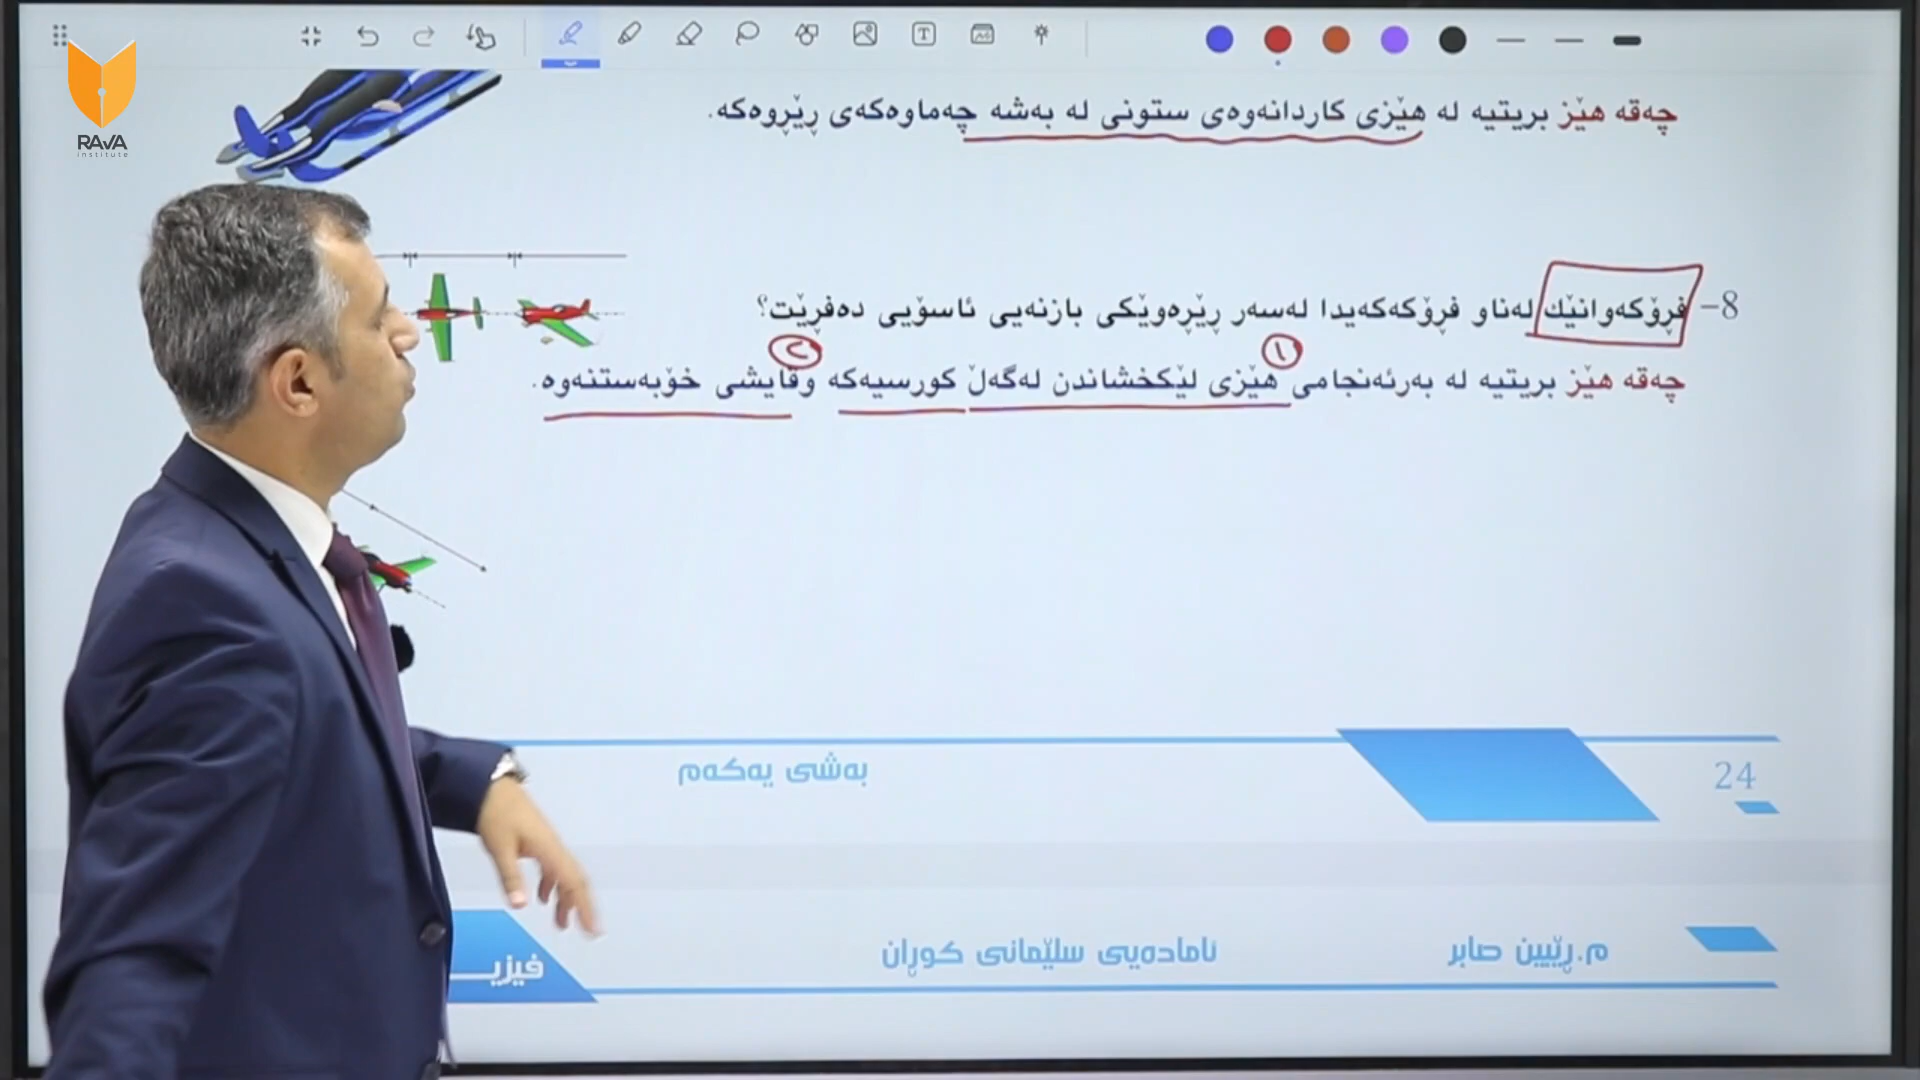 RAVA
institute
چەقە هێز بریتیە لە هێزی کاردانەوەی ستونی لە بەشە چەماوەکەی ڕێڕەوەکە.
8- فڕۆکەوانێك لەناو فڕۆکەکەیدا لەسەر ڕێڕەوێکی بازنەیی ئاسۆیی دەفڕێت؟
چەقە هێز بریتیە لە بەرئەنجامی هێزی لێکخشاندن لەگەڵ کورسیەکە وقایشی خۆبەستنەوە.
24
بەشی یەکەم
م.ڕێبین صابر
ئامادەیی سلێمانی کوڕان
فیزیـ